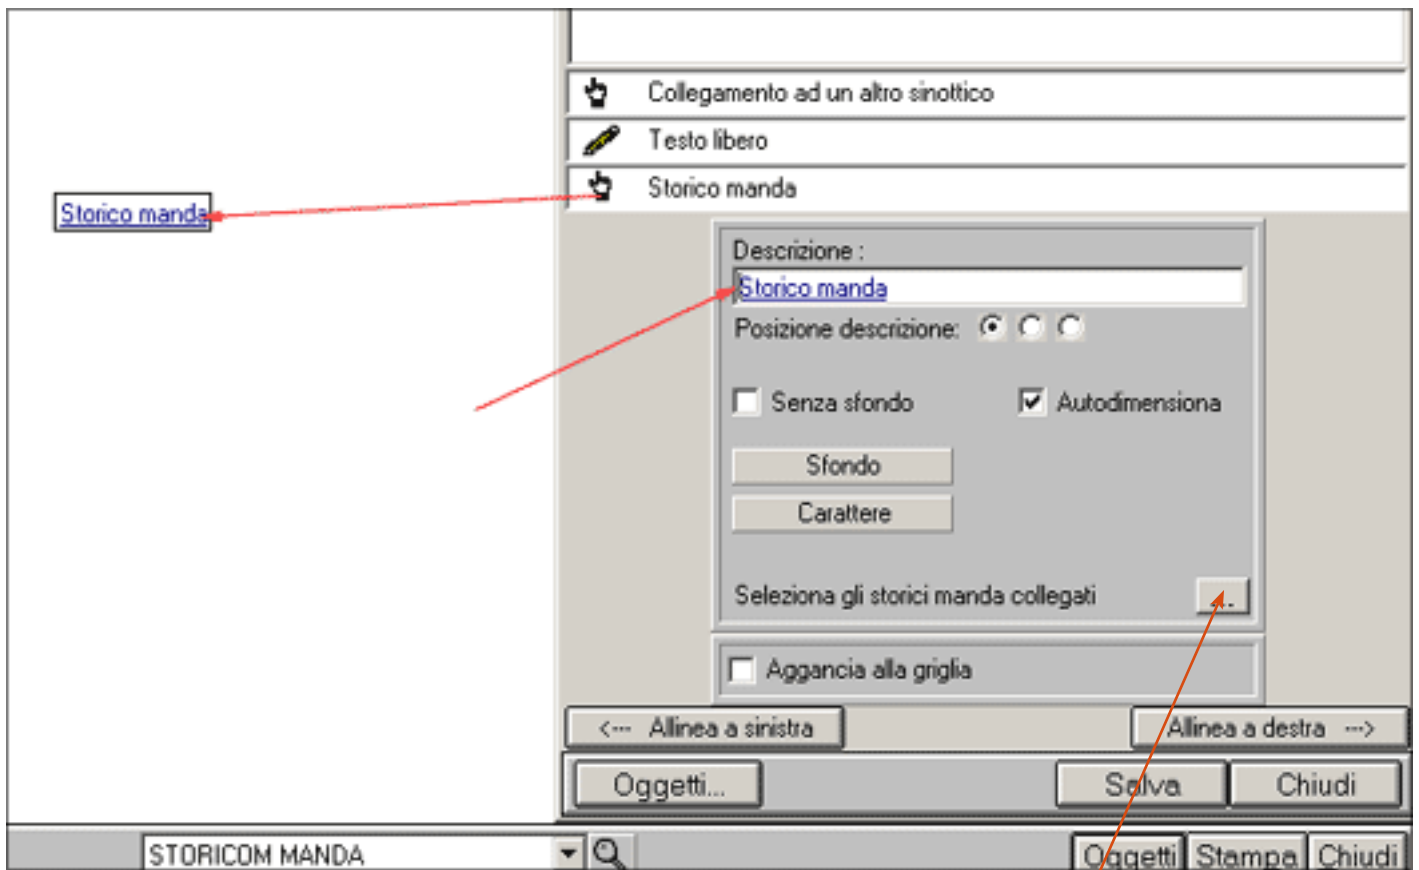 Collegamento ad un altro sinottico
Testo libero
Storico manda
Storico manda
Descrizione :
Storico manda
Posizione descrizione:
Senza sfondo
Autodimensiona
Sfondo
Carattere
Seleziona gli storici manda collegati
...
Aggancia alla griglia
<--- Allinea a sinistra
Allinea a destra --->
Oggetti...
Salva
Chiudi
STORICOM MANDA
Oggetti
Stampa
Chiudi